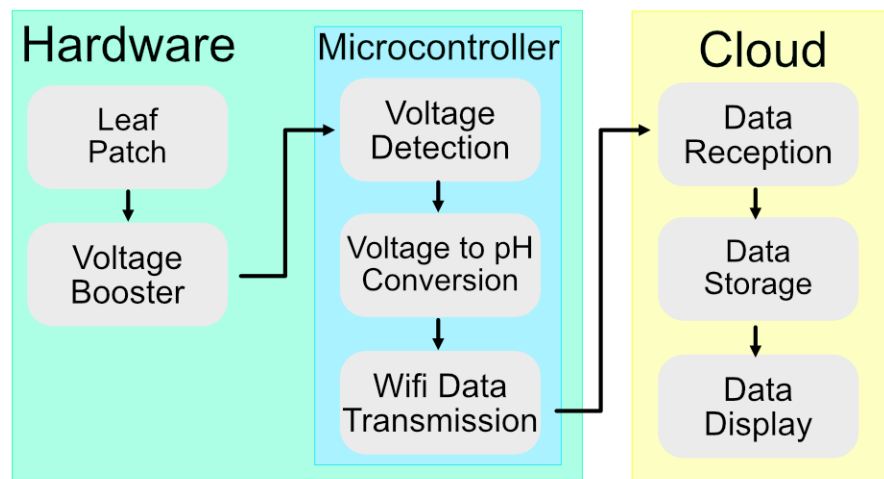 Hardware
Leaf
Patch
Voltage
Booster
Microcontroller
Voltage
Detection
Voltage to pH
Conversion
Wifi Data
Transmission
Cloud
Data
Reception
Data
Storage
Data
Display